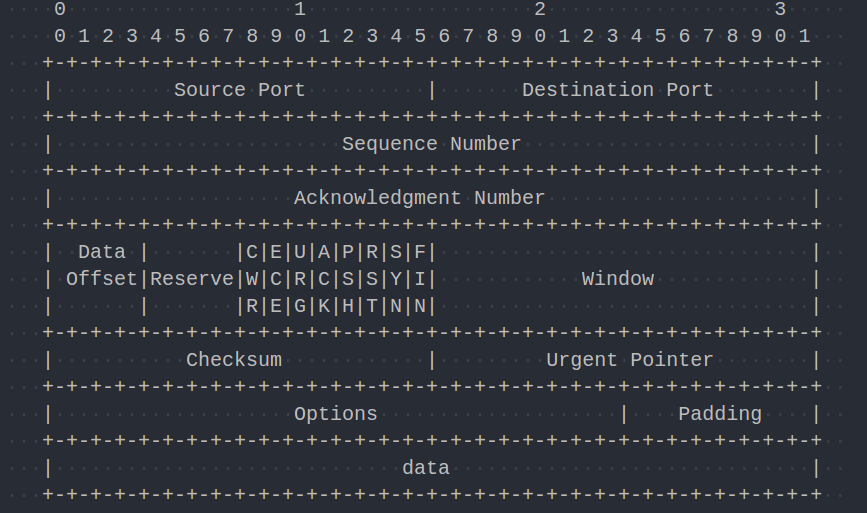 0                   1                   2                   3
    0 1 2 3 4 5 6 7 8 9 0 1 2 3 4 5 6 7 8 9 0 1 2 3 4 5 6 7 8 9 0 1
   +-+-+-+-+-+-+-+-+-+-+-+-+-+-+-+-+-+-+-+-+-+-+-+-+-+-+-+-+-+-+-+-+
   |          Source Port          |       Destination Port        |
   +-+-+-+-+-+-+-+-+-+-+-+-+-+-+-+-+-+-+-+-+-+-+-+-+-+-+-+-+-+-+-+-+
   |                        Sequence Number                        |
   +-+-+-+-+-+-+-+-+-+-+-+-+-+-+-+-+-+-+-+-+-+-+-+-+-+-+-+-+-+-+-+-+
   |                    Acknowledgment Number                      |
   +-+-+-+-+-+-+-+-+-+-+-+-+-+-+-+-+-+-+-+-+-+-+-+-+-+-+-+-+-+-+-+-+
   |  Data |       |C|E|U|A|P|R|S|F|                               |
   | Offset|Reserve|W|C|R|C|S|S|Y|I|            Window             |
   |       |       |R|E|G|K|H|T|N|N|                               |
   +-+-+-+-+-+-+-+-+-+-+-+-+-+-+-+-+-+-+-+-+-+-+-+-+-+-+-+-+-+-+-+-+
   |           Checksum            |         Urgent Pointer        |
   +-+-+-+-+-+-+-+-+-+-+-+-+-+-+-+-+-+-+-+-+-+-+-+-+-+-+-+-+-+-+-+-+
   |                    Options                    |    Padding    |
   +-+-+-+-+-+-+-+-+-+-+-+-+-+-+-+-+-+-+-+-+-+-+-+-+-+-+-+-+-+-+-+-+
   |                             data                              |
   +-+-+-+-+-+-+-+-+-+-+-+-+-+-+-+-+-+-+-+-+-+-+-+-+-+-+-+-+-+-+-+-+